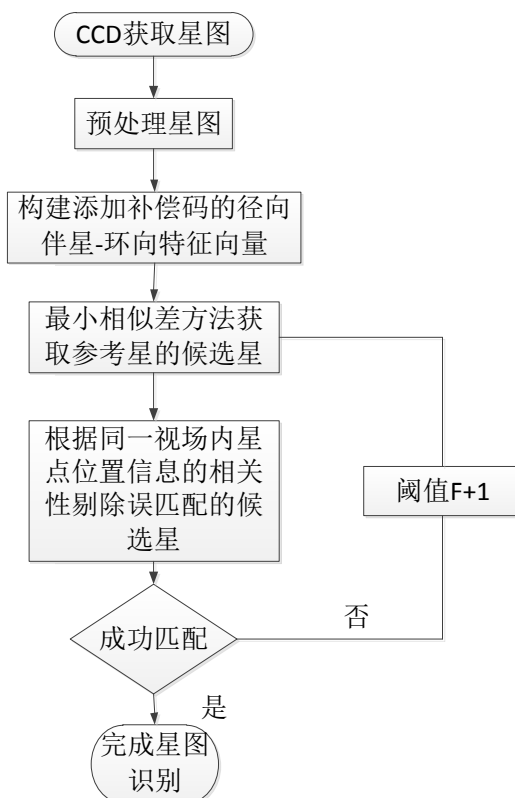 CCD获取星图
预处理星图
构建添加补偿码的径向
伴星-环向特征向量
最小相似差方法获
取参考星的候选星
根据同一视场内星
点位置信息的相关
性剔除误匹配的候
选星
阈值F+1
否
成功匹配
是
完成星图
识别